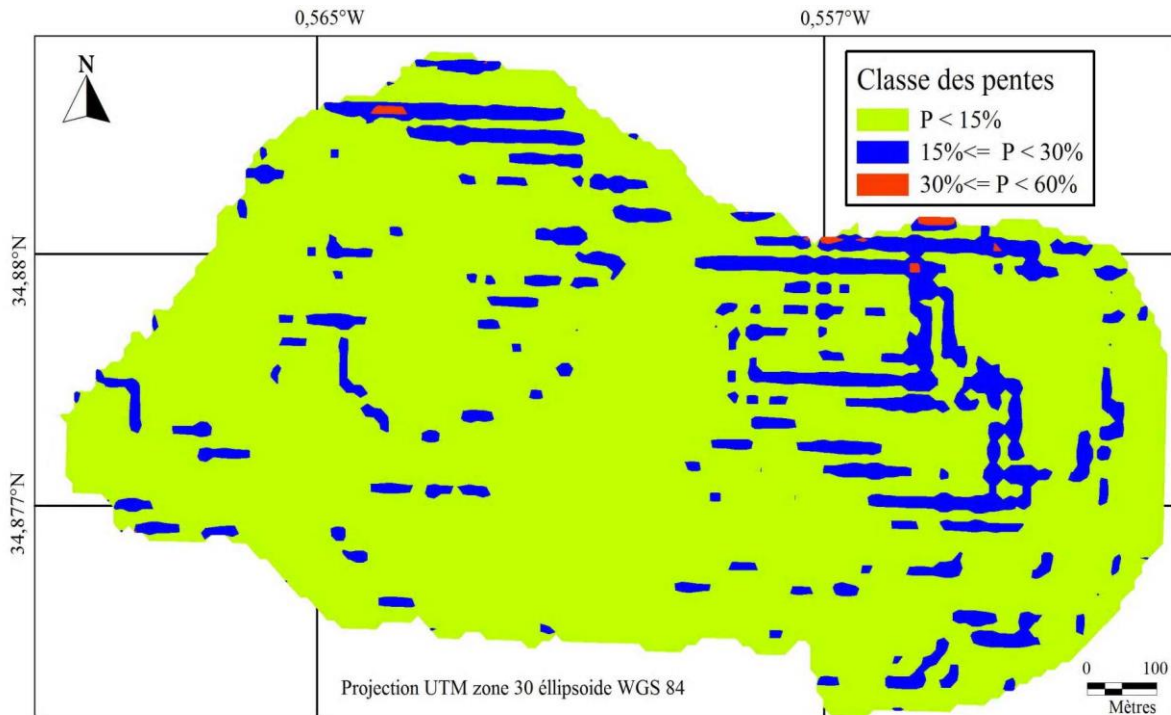 0,565°W
0,557°W
N
Classe des pentes
P < 15%
15%<= P < 30%
30%<= P < 60%
34,88°N
34,877°N
Projection UTM zone 30 éllipsoide WGS 84
0 100
Mètres